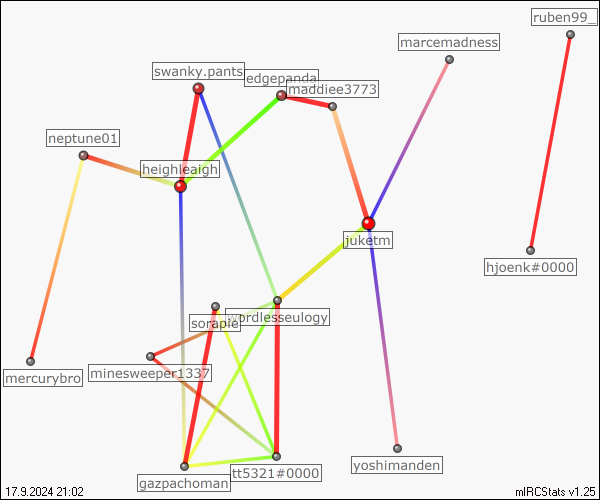 ruben99_
marcemadness
swanky.pants
edgepanda
maddiee3773
neptune01
heighleaigh
juketm
hjoenk#0000
wordlesseulogy
sorapie
minesweeper1337
mercurybro
yoshimanden
tt5321#0000
gazpachoman
17.9.2024 21:02
mIRCStats v1.25